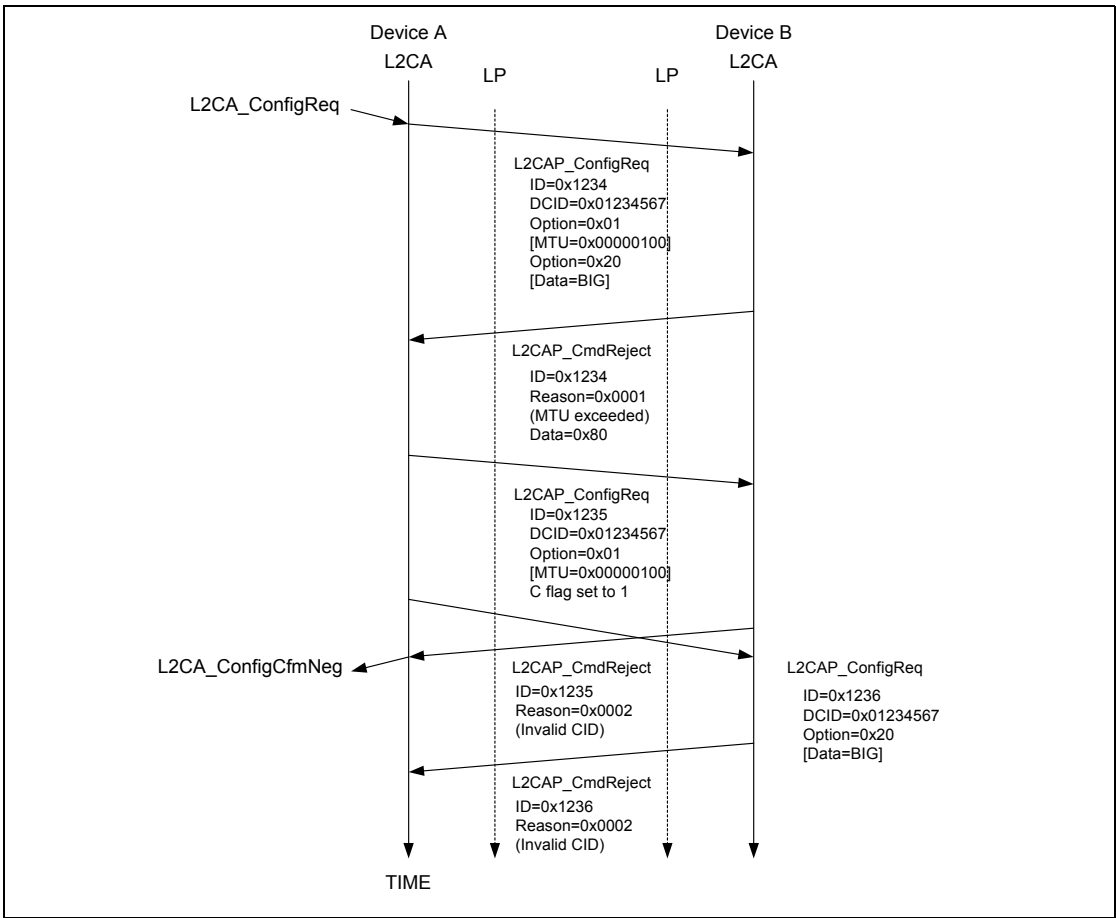 Device A
Device B
L2CA
LP
LP
L2CA
L2CA_ConfigReq
L2CAP_ConfigReq
ID=0x1234
DCID=0x01234567
Option=0x01
[MTU=0x00000100]
Option=0x20
[Data=BIG]
L2CAP_CmdReject
ID=0x1234
Reason=0x0001
(MTU exceeded)
Data=0x80
L2CAP_ConfigReq
ID=0x1235
DCID=0x01234567
Option=0x01
[MTU=0x00000100]
C flag set to 1
L2CA_ConfigCfmNeg
L2CAP_CmdReject
ID=0x1235
Reason=0x0002
(Invalid CID)
L2CAP_ConfigReq
ID=0x1236
DCID=0x01234567
Option=0x20
[Data=BIG]
L2CAP_CmdReject
ID=0x1236
Reason=0x0002
(Invalid CID)
TIME